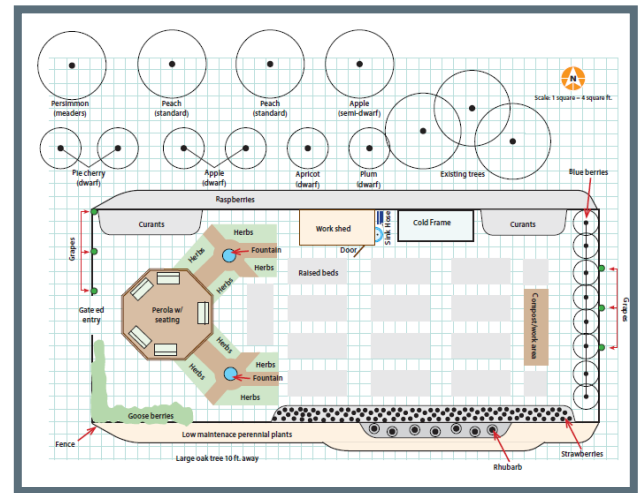 N
Scale: 1 square = 4 square ft.
Persimmon
(meaders)
Peach
(standard)
Peach
(standard)
Apple
(semi-dwarf)
Pie cherry
(dwarf)
Apple
(dwarf)
Apricot
(dwarf)
Plum
(dwarf)
Existing trees
Blue berries
Raspberries
Curants
Herbs
Work shed
Sink Hose
Cold Frame
Curants
Grapes
Herbs
Fountain
Door
Herbs
Raised beds
Herbs
Gated entry
Perola w/
seating
Compost/work area
Grapes
Herbs
Herbs
Herbs
Fountain
Herbs
Goose berries
Fence
Low maintenace perennial plants
Large oak tree 10 ft. away
Strawberries
Rhubarb